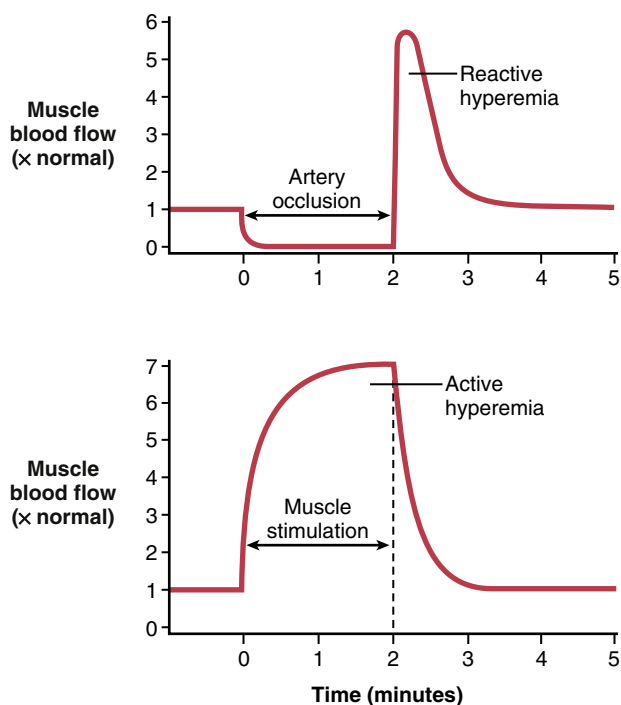 6
5
4
3
2
1
0
Muscle
blood flow
(× normal)
Reactive
hyperemia
Artery
occlusion
0 1 2 3 4 5
7
6
5
4
3
2
1
0
Muscle
blood flow
(× normal)
Active
hyperemia
Muscle
stimulation
0 1 2 3 4 5
Time (minutes)